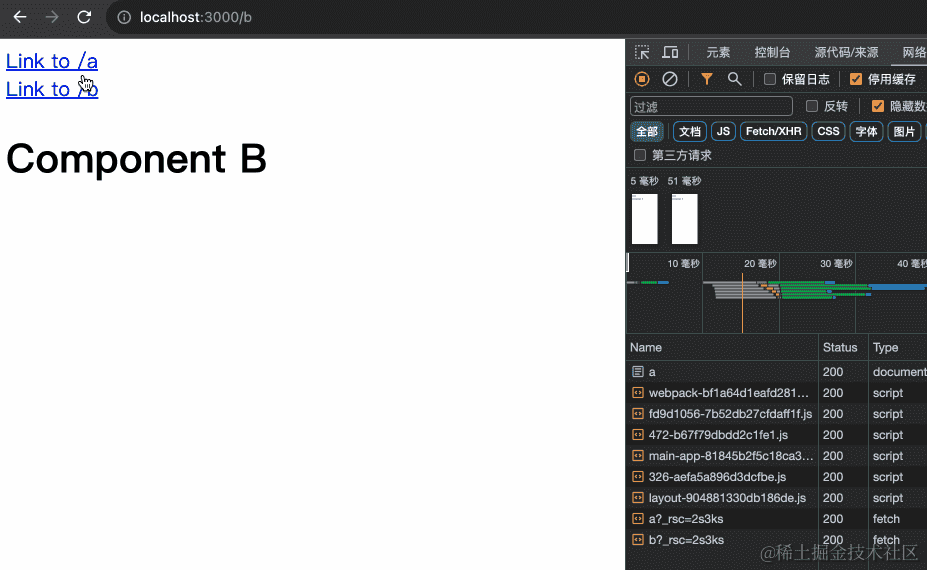 localhost:3000/b
Link to /a
Link to /b
Component B
元素 控制台 源代码/来源 网络
保留日志 停用缓存
过滤 反转 隐藏数
全部 文档 JS Fetch/XHR CSS 字体 图片
第三方请求
5 毫秒 51 毫秒
10 毫秒 20 毫秒 30 毫秒 40 毫秒
Name Status Type
a 200 document
webpack-bf1a64d1eafd281... 200 script
fd9d1056-7b52db27cfdaff1f.js 200 script
472-b67f79dbdd2c1fe1.js 200 script
main-app-81845b2f5c18ca3... 200 script
326-aefa5a896d3dcfbe.js 200 script
layout-904881330db186de.js 200 script
a?_rsc=2s3ks 200 fetch
b?_rsc=2s3ks 200 fetch
@稀土掘金技术社区